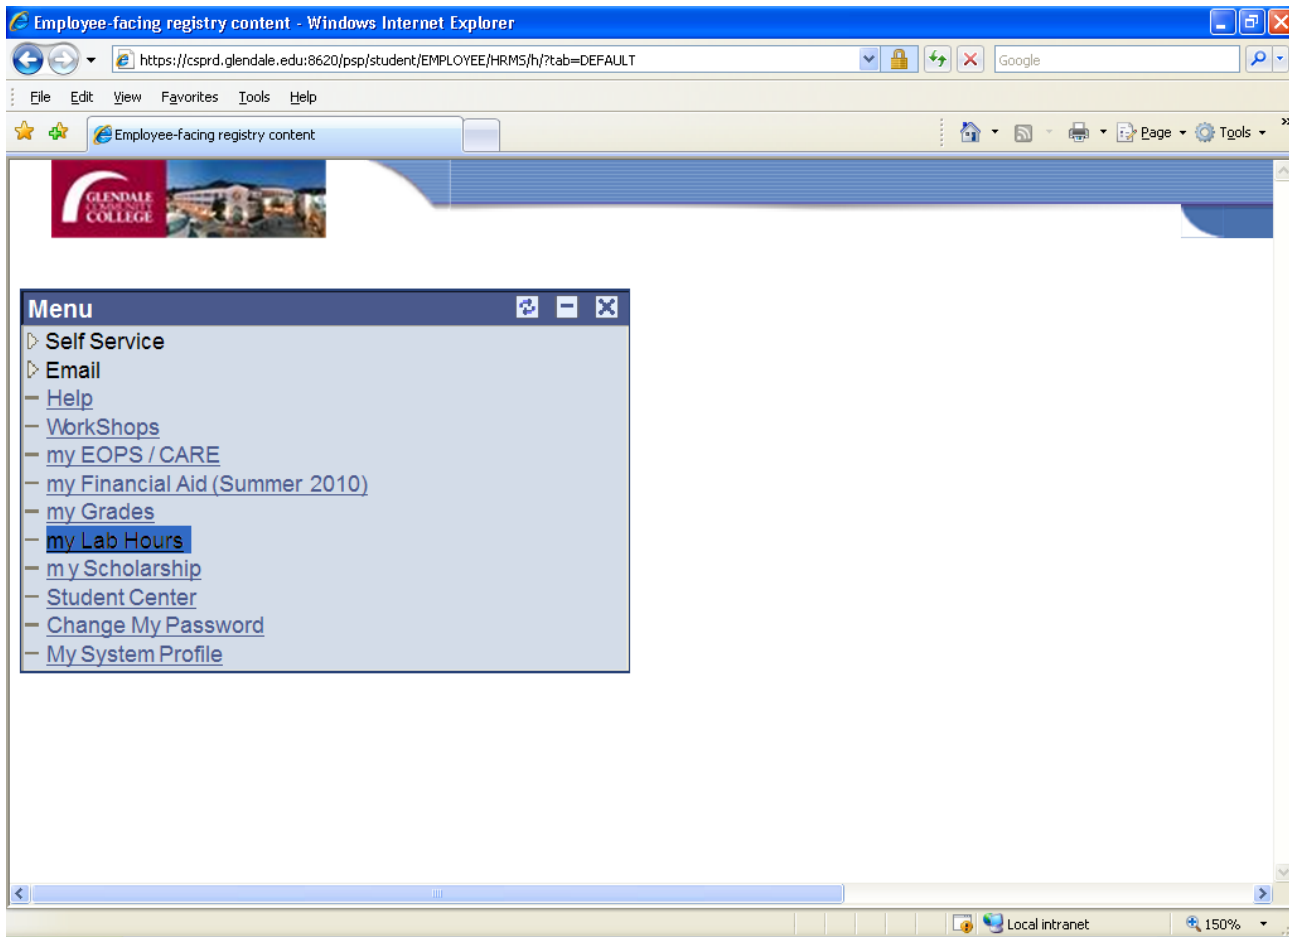 Employee-facing registry content - Windows Internet Explorer
https://csprd.glendale.edu:8620/psp/student/EMPLOYEE/HRMS/h/?tab=DEFAULT
Google
File Edit View Favorites Tools Help
Employee-facing registry content
Page Tools
GLENDALE
COMMUNITY
COLLEGE
Menu
Self Service
Email
Help
WorkShops
my EOPS / CARE
my Financial Aid (Summer 2010)
my Grades
my Lab Hours
my Scholarship
Student Center
Change My Password
My System Profile
Local intranet
150%